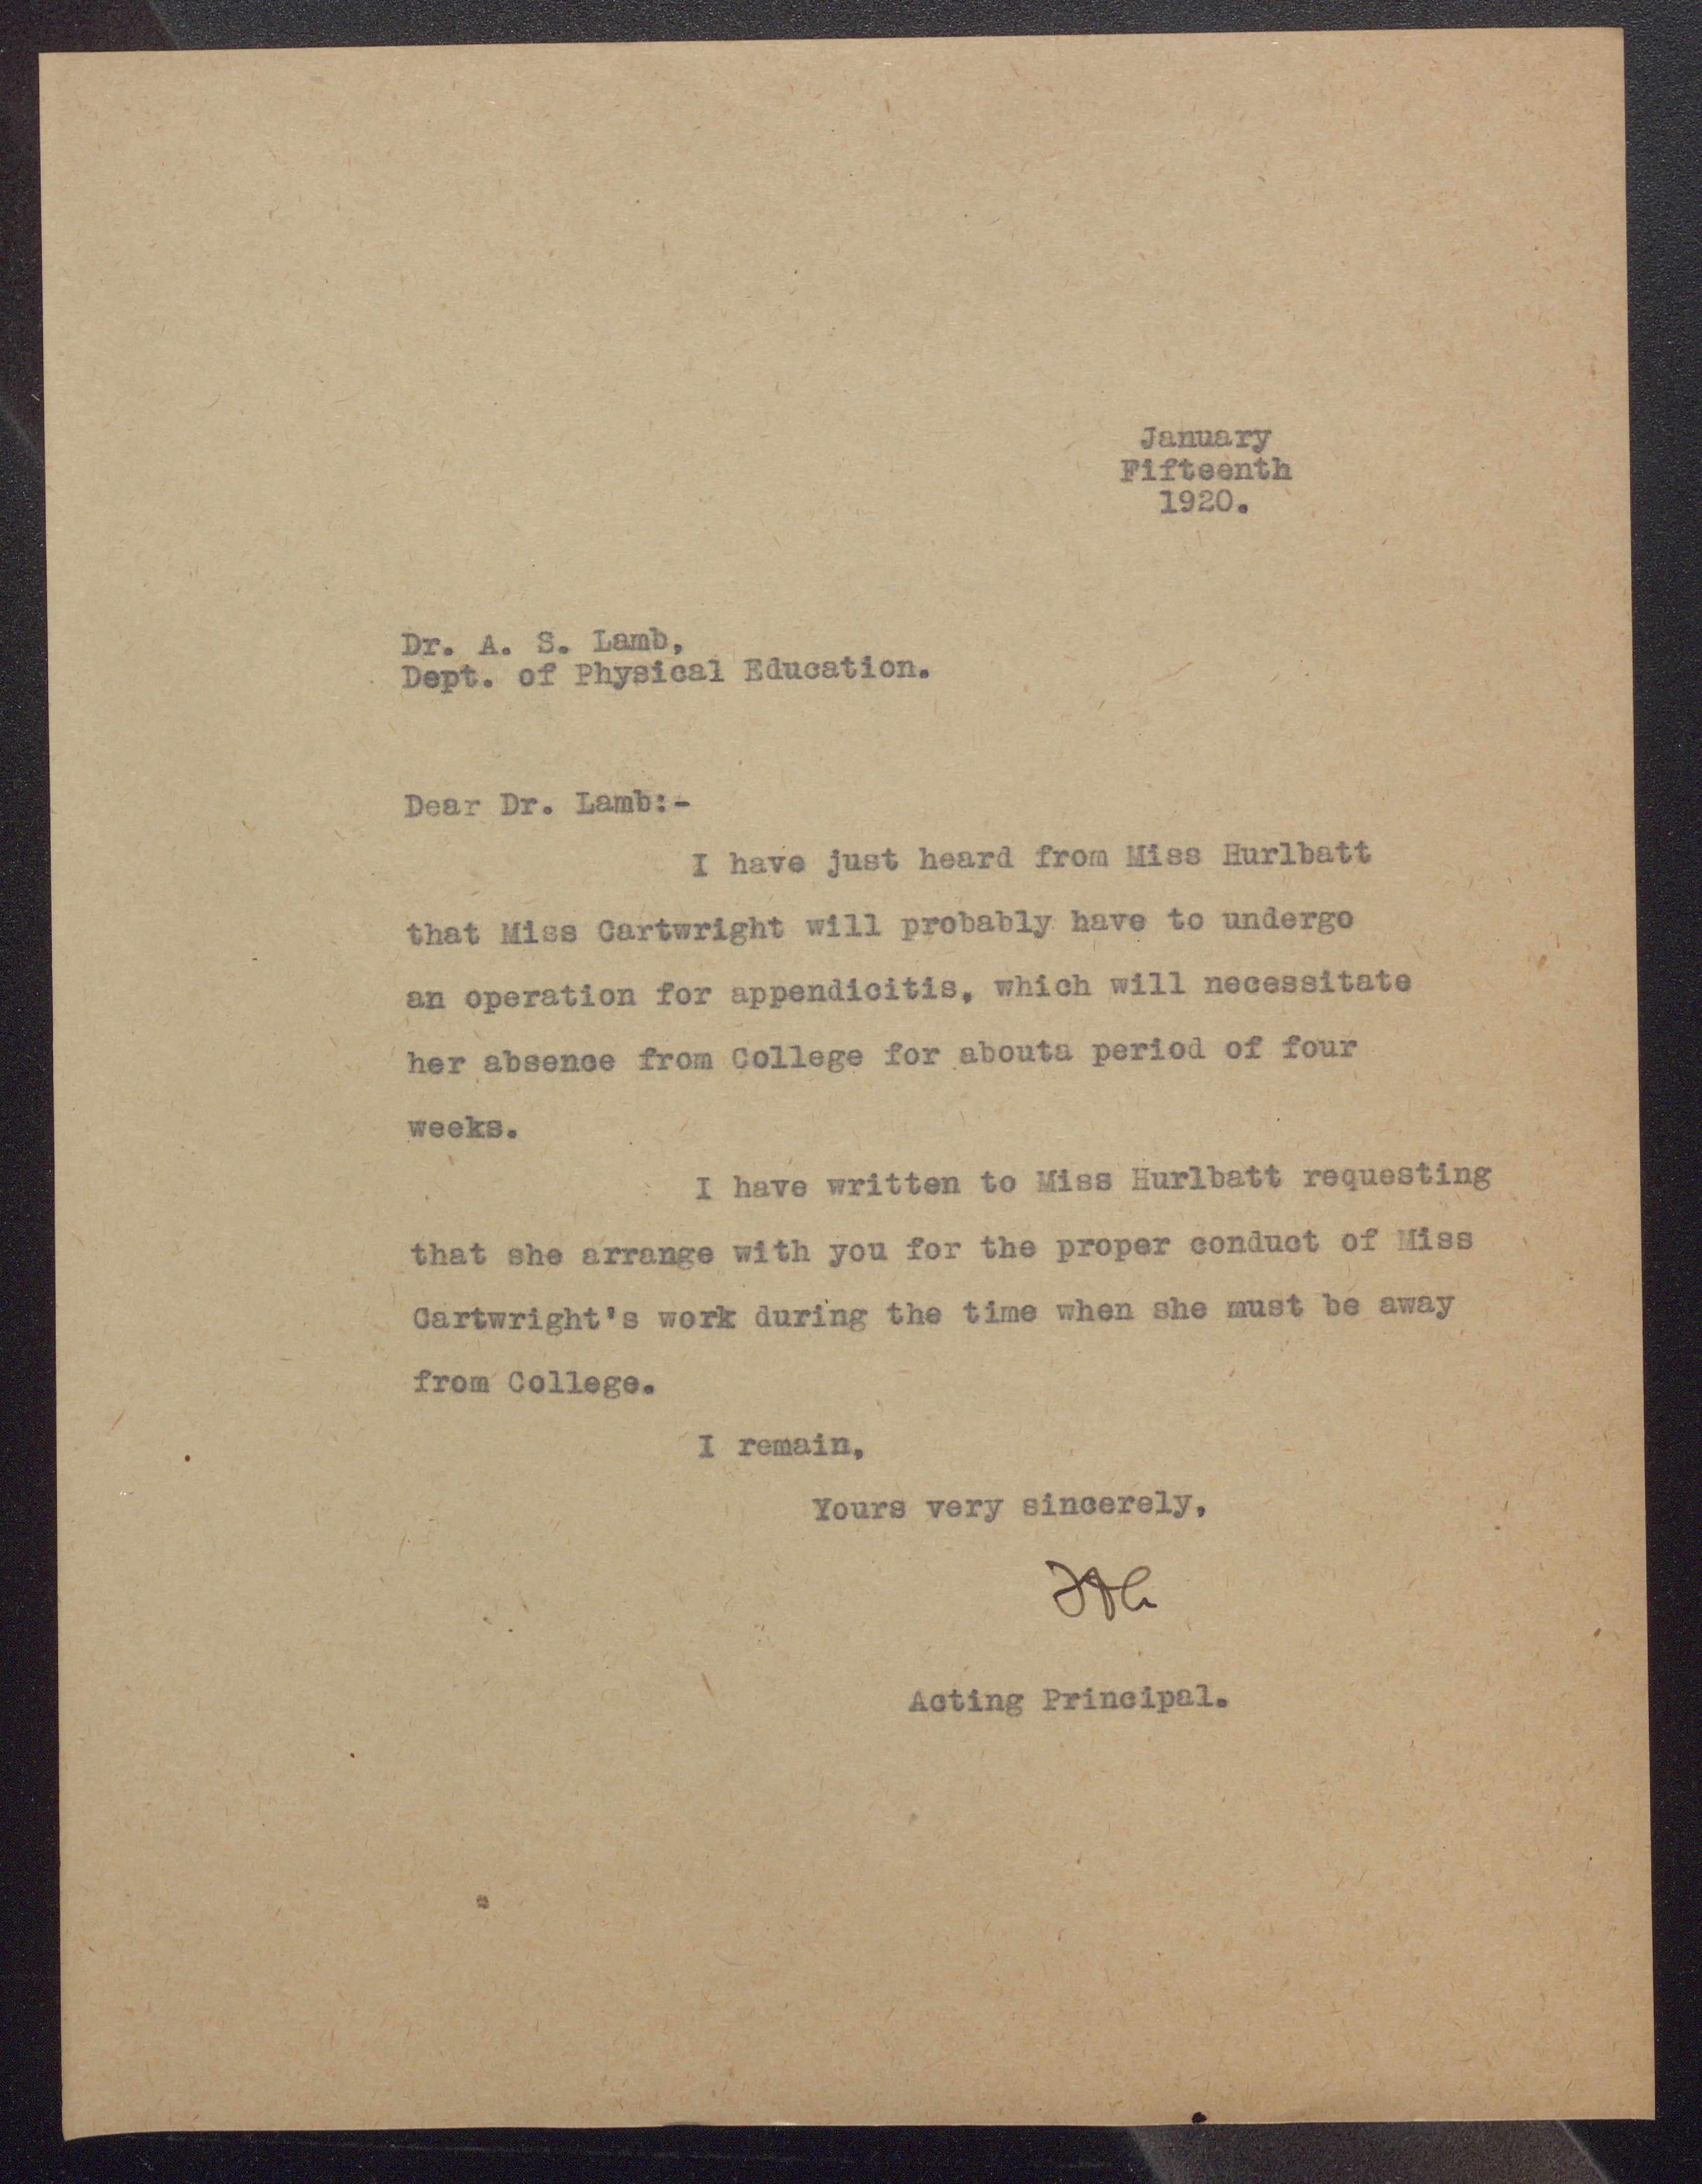 January
Fifteenth
1920.
Dr. A. S. Lamb,
Dept. of Physical Education.
Dear Dr. Lamb:-
I have just heard from Miss Hurlbatt
that Miss Cartwright will probably have to undergo
an operation for appendicitis, which will necessitate
her absence from College for abouta period of four
weeks.
I have written to Miss Hurlbatt requesting
that she arrange with you for the proper conduct of Miss
Cartwright's work during the time when she must be away
from College.
I remain,
Yours very sincerely,
Acting Principal.